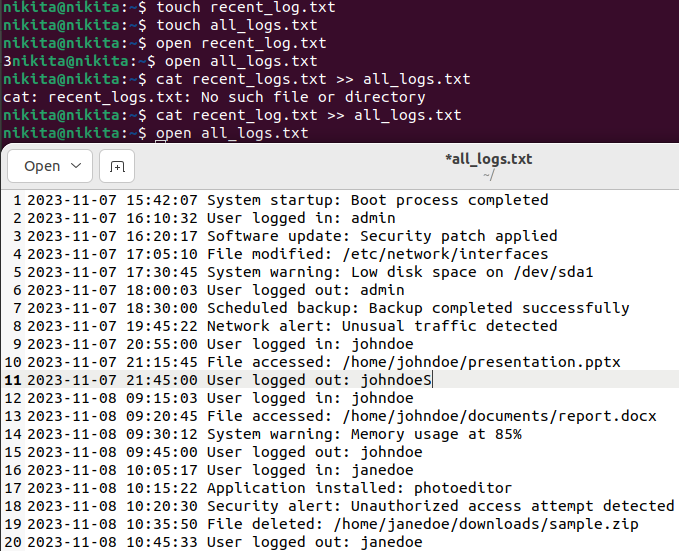 nikita@nikita:~$ touch recent_log.txt
nikita@nikita:~$ touch all_logs.txt
nikita@nikita:~$ open recent_log.txt
3nikita@nikita:~$ open all_logs.txt
nikita@nikita:~$ cat recent_logs.txt >> all_logs.txt
cat: recent_logs.txt: No such file or directory
nikita@nikita:~$ cat recent_log.txt >> all_logs.txt
nikita@nikita:~$ open all_logs.txt
Open
*all_logs.txt
~/
1 2023-11-07 15:42:07 System startup: Boot process completed
2 2023-11-07 16:10:32 User logged in: admin
3 2023-11-07 16:20:17 Software update: Security patch applied
4 2023-11-07 17:05:10 File modified: /etc/network/interfaces
5 2023-11-07 17:30:45 System warning: Low disk space on /dev/sda1
6 2023-11-07 18:00:03 User logged out: admin
7 2023-11-07 18:30:00 Scheduled backup: Backup completed successfully
8 2023-11-07 19:45:22 Network alert: Unusual traffic detected
9 2023-11-07 20:55:00 User logged in: johndoe
10 2023-11-07 21:15:45 File accessed: /home/johndoe/presentation.pptx
11 2023-11-07 21:45:00 User logged out: johndoeS
12 2023-11-08 09:15:03 User logged in: johndoe
13 2023-11-08 09:20:45 File accessed: /home/johndoe/documents/report.docx
14 2023-11-08 09:30:12 System warning: Memory usage at 85%
15 2023-11-08 09:45:00 User logged out: johndoe
16 2023-11-08 10:05:17 User logged in: janedoe
17 2023-11-08 10:15:22 Application installed: photoeditor
18 2023-11-08 10:20:30 Security alert: Unauthorized access attempt detected
19 2023-11-08 10:35:50 File deleted: /home/janedoe/downloads/sample.zip
20 2023-11-08 10:45:33 User logged out: janedoe